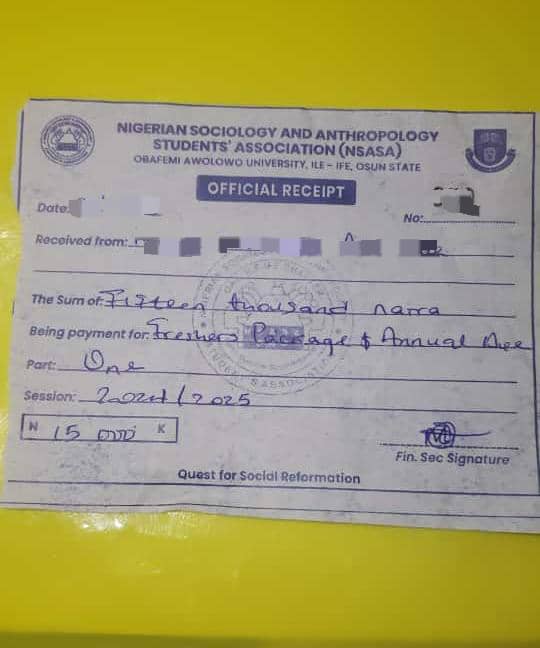 NIGERIAN SOCIOLOGY AND ANTHROPOLOGY
STUDENTS' ASSOCIATION (NSASA)
OBAFEMI AWOLOWO UNIVERSITY, ILE – IFE, OSUN STATE
OFFICIAL RECEIPT
Date:
No:
Received from:
The Sum of: Fifteen thousand naira
Being payment for: Freshers Package & Annual Due
Part: One
Session: 2024/2025
N 15 000 K
Fin. Sec Signature
Quest for Social Reformation